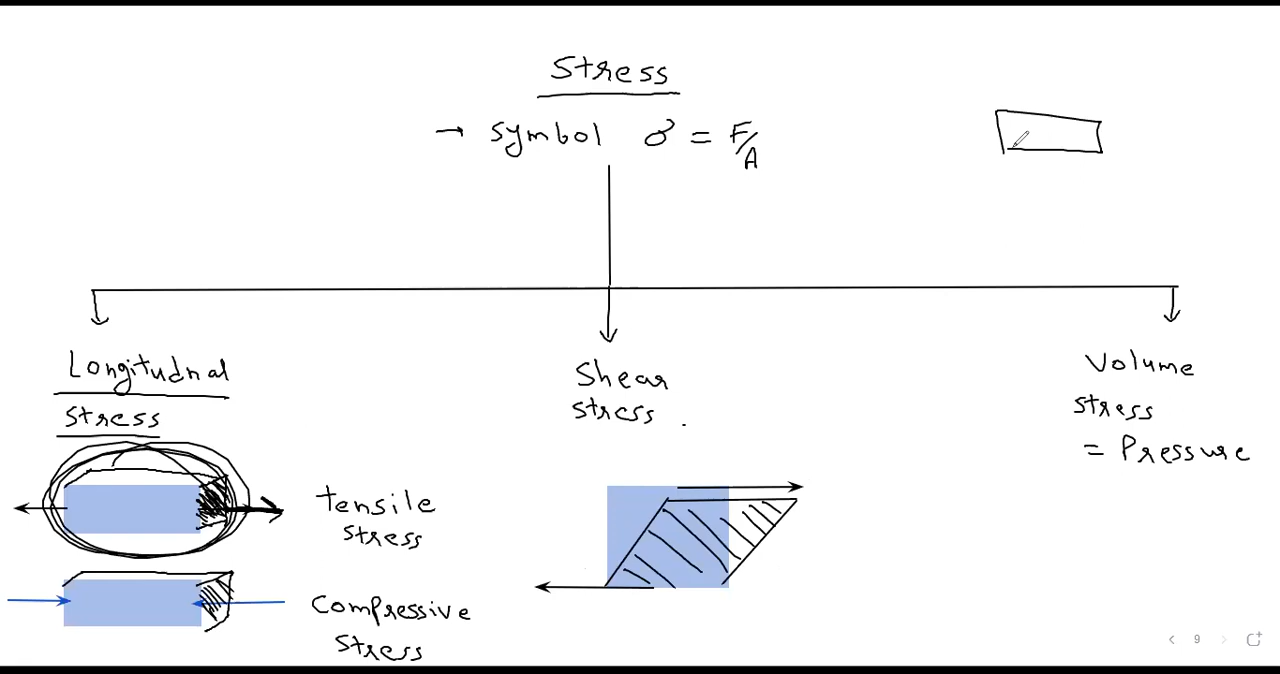 Stress
→ Symbol σ = F/A
Longitudnal
stress
Shear
stress
Volume
stress
= Pressure
tensile
stress
Compressive
stress
9